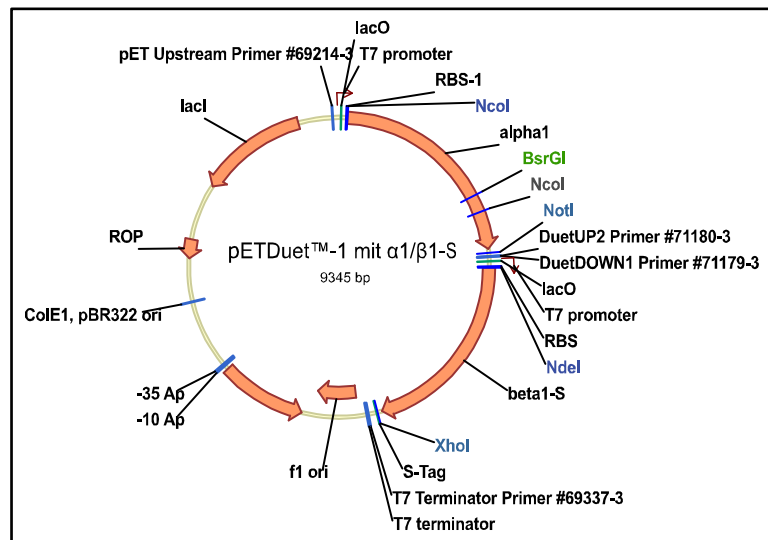 lacO
pET Upstream Primer #69214-3 T7 promoter
RBS-1
lacI
NcoI
alpha1
BsrGI
NcoI
NotI
ROP
pETDuet™-1 mit α1/β1-S
9345 bp
DuetUP2 Primer #71180-3
DuetDOWN1 Primer #71179-3
lacO
T7 promoter
ColE1, pBR322 ori
RBS
NdeI
-35 Ap
-10 Ap
beta1-S
XhoI
f1 ori
S-Tag
T7 Terminator Primer #69337-3
T7 terminator